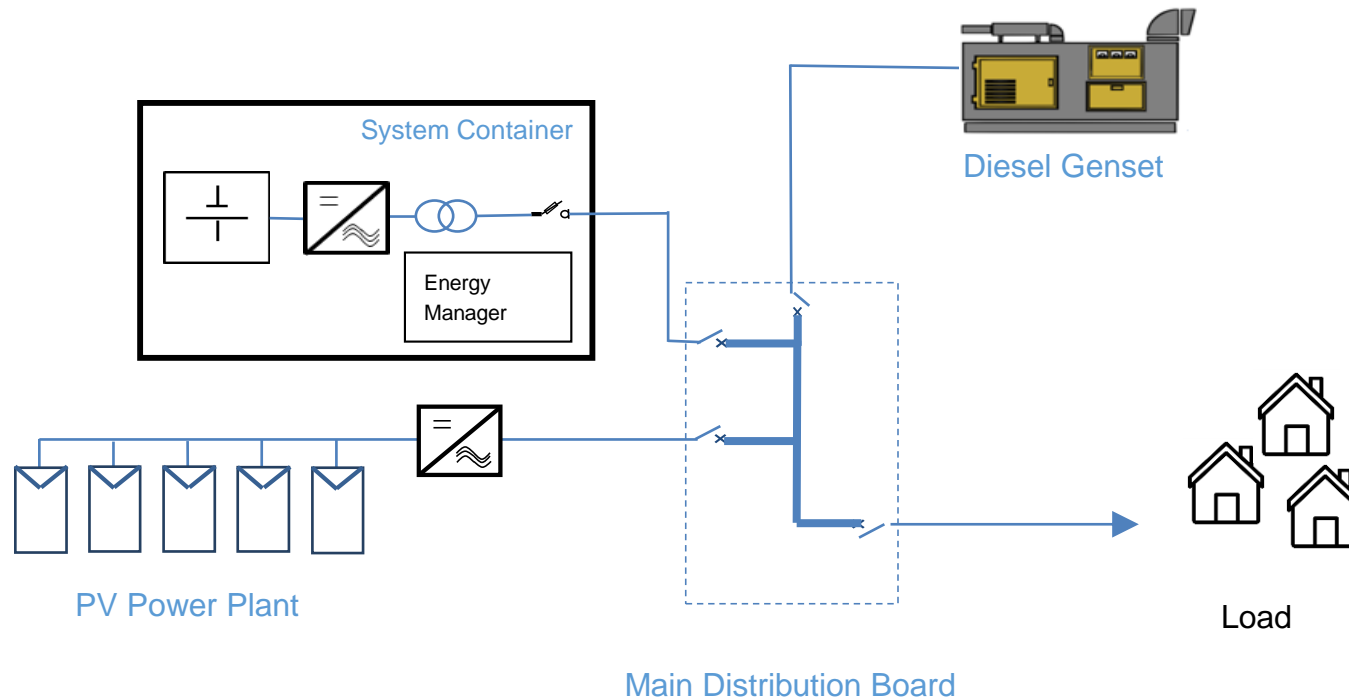 System Container
Diesel Genset
Energy
Manager
PV Power Plant
Load
Main Distribution Board